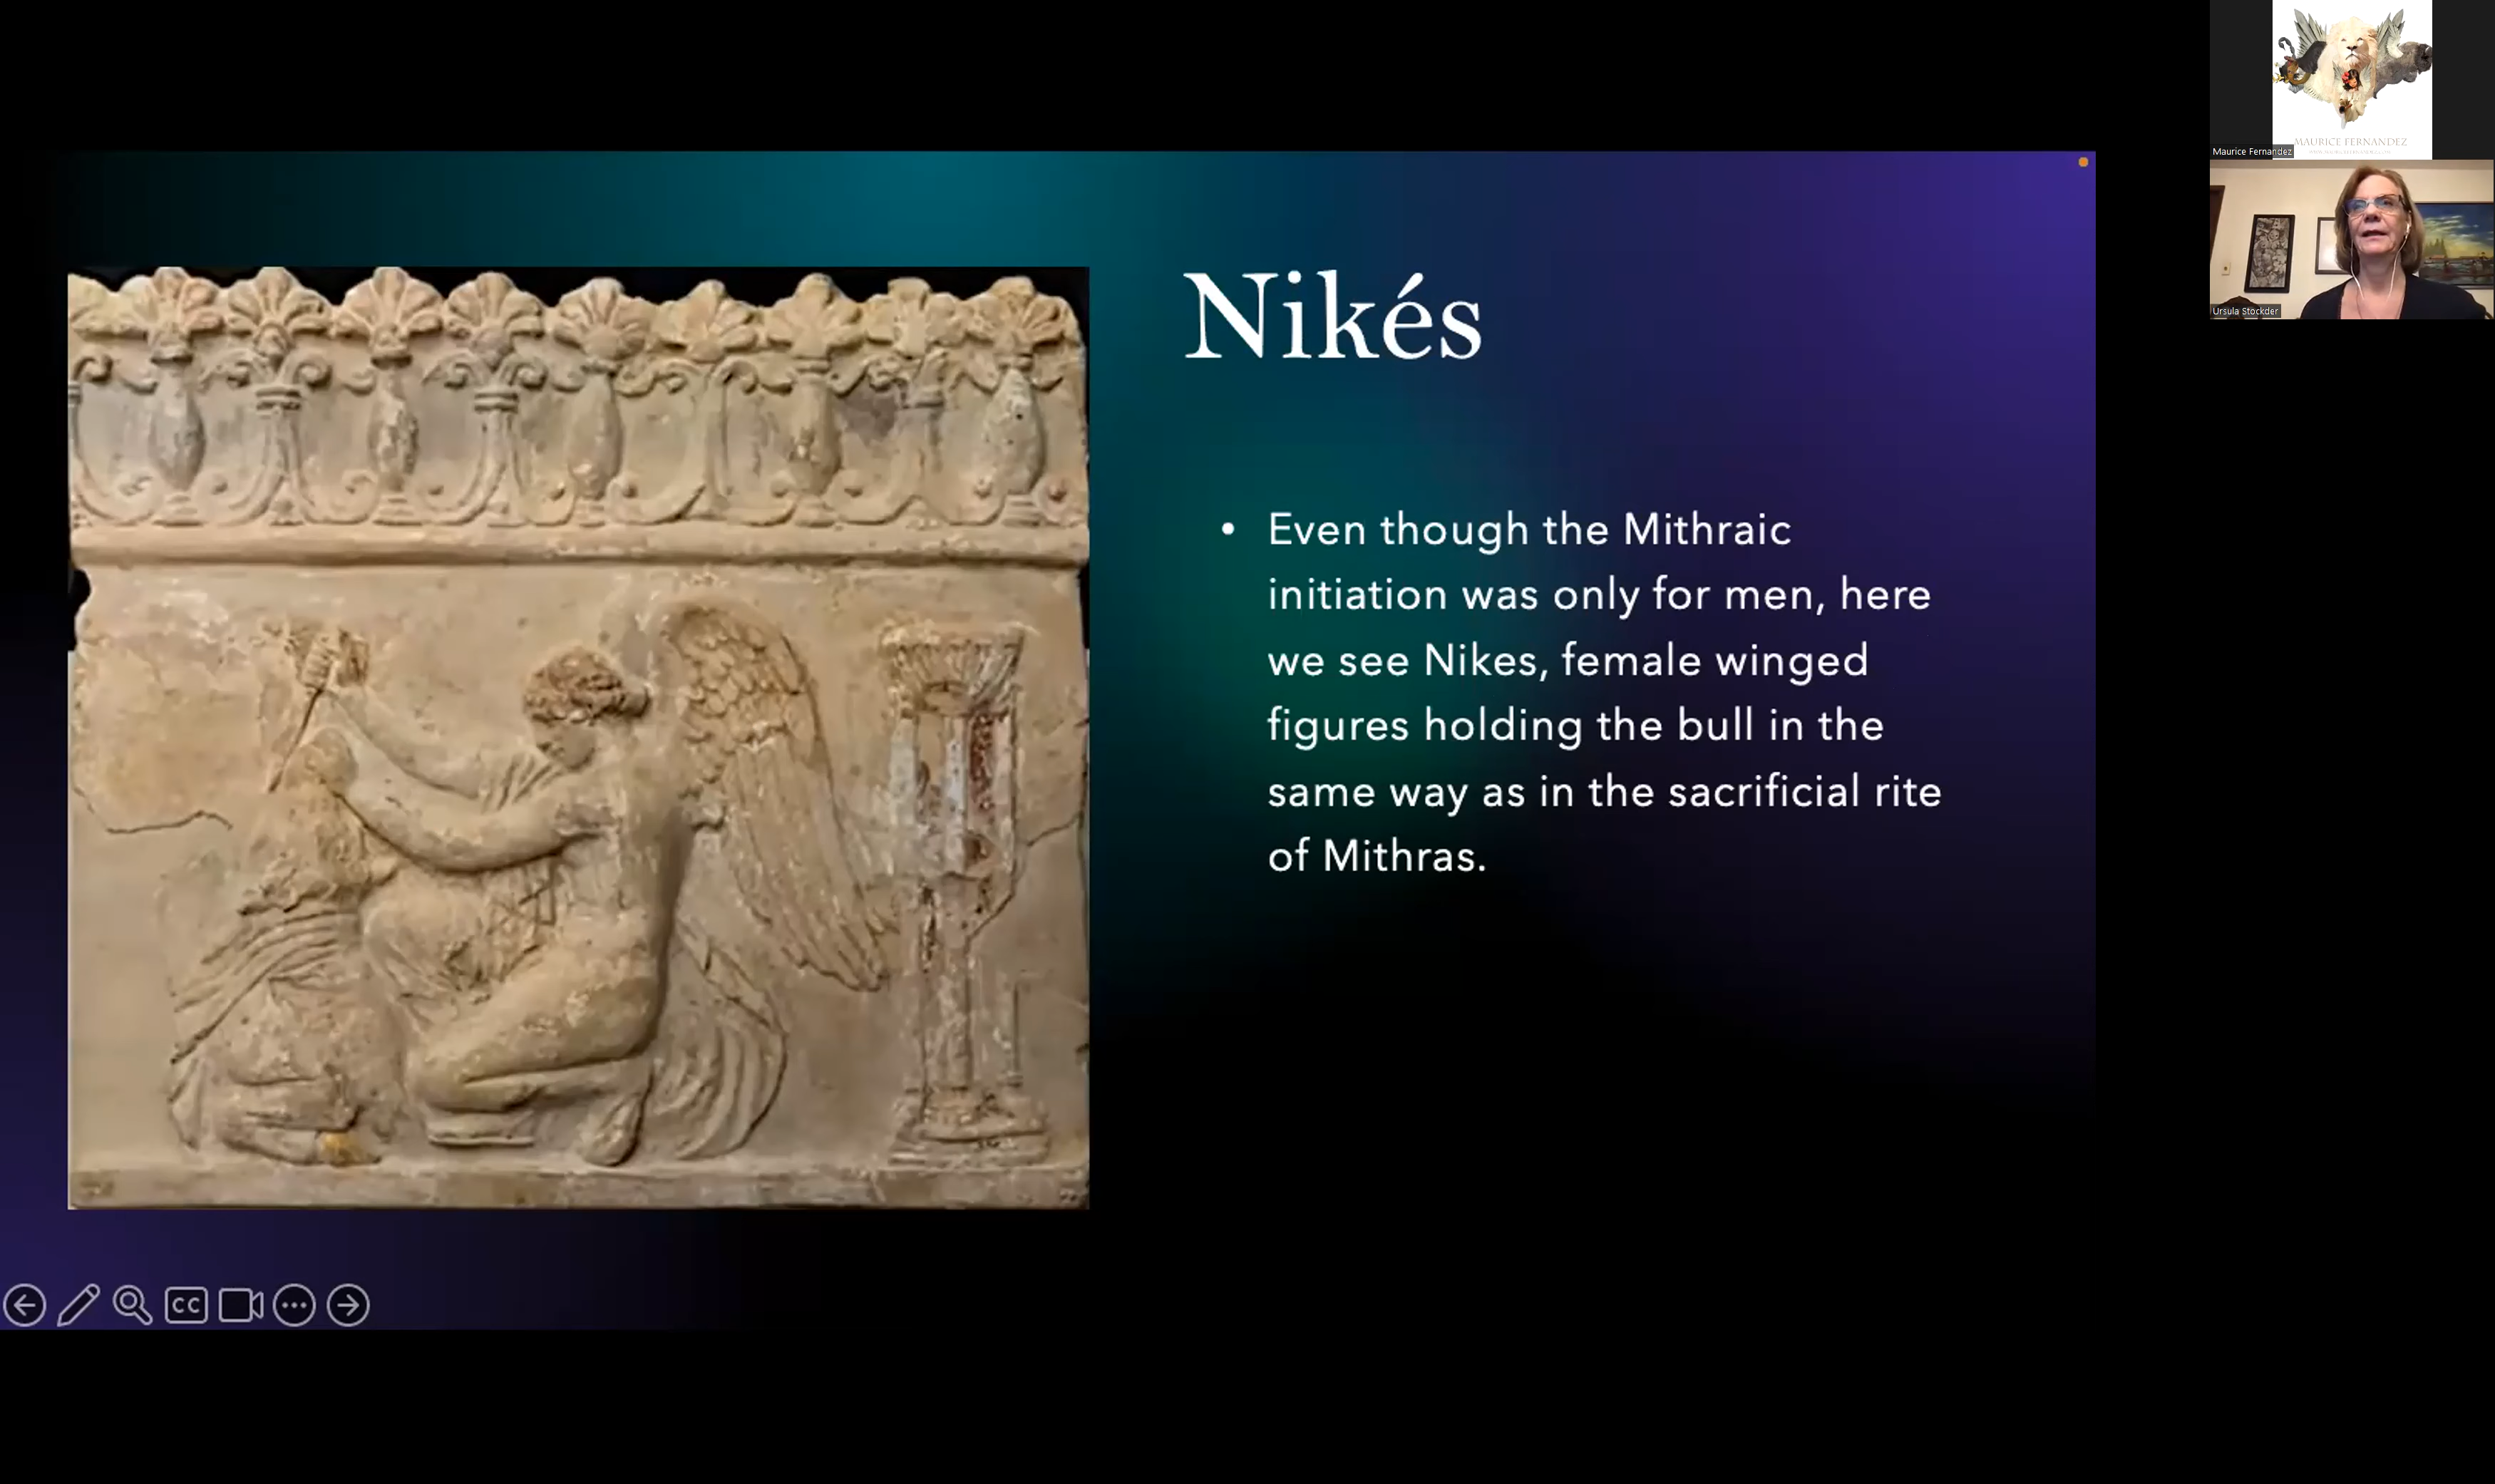 Nikés
• Even though the Mithraic
initiation was only for men, here
we see Nikes, female winged
figures holding the bull in the
same way as in the sacrificial rite
of Mithras.
MAURICE FERNANDEZ
Maurice Fernandez
Ursula Stockder
CC